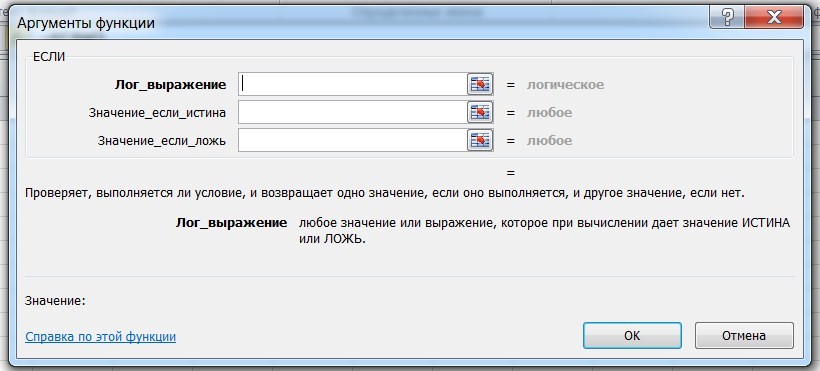 Аргументы функции
ЕСЛИ
Лог_выражение = логическое
Значение_если_истина = любое
Значение_если_ложь = любое
=
Проверяет, выполняется ли условие, и возвращает одно значение, если оно выполняется, и другое значение, если нет.
Лог_выражение любое значение или выражение, которое при вычислении дает значение ИСТИНА
или ЛОЖЬ.
Значение:
Справка по этой функции
ОК
Отмена